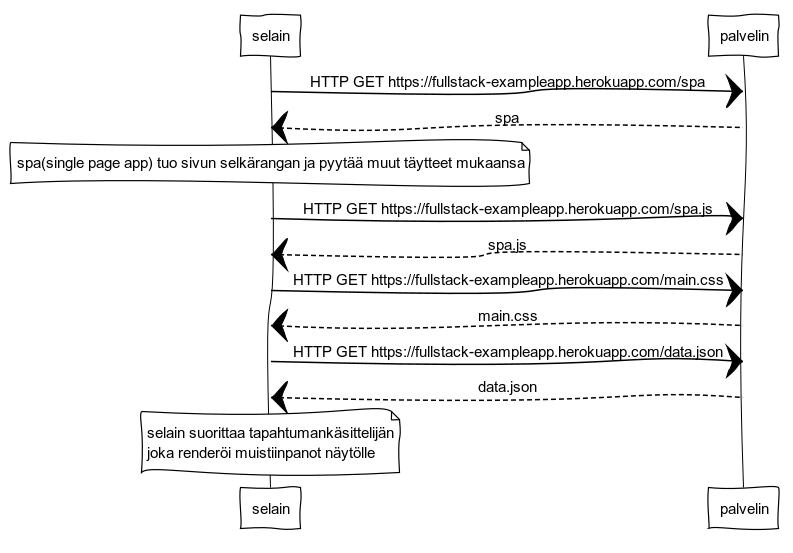 selain
palvelin
HTTP GET https://fullstack-exampleapp.herokuapp.com/spa
spa
spa(single page app) tuo sivun selkärangan ja pyytää muut täytteet mukaansa
HTTP GET https://fullstack-exampleapp.herokuapp.com/spa.js
spa.js
HTTP GET https://fullstack-exampleapp.herokuapp.com/main.css
main.css
HTTP GET https://fullstack-exampleapp.herokuapp.com/data.json
data.json
selain suorittaa tapahtumankäsittelijän
joka renderöi muistiinpanot näytölle
selain
palvelin